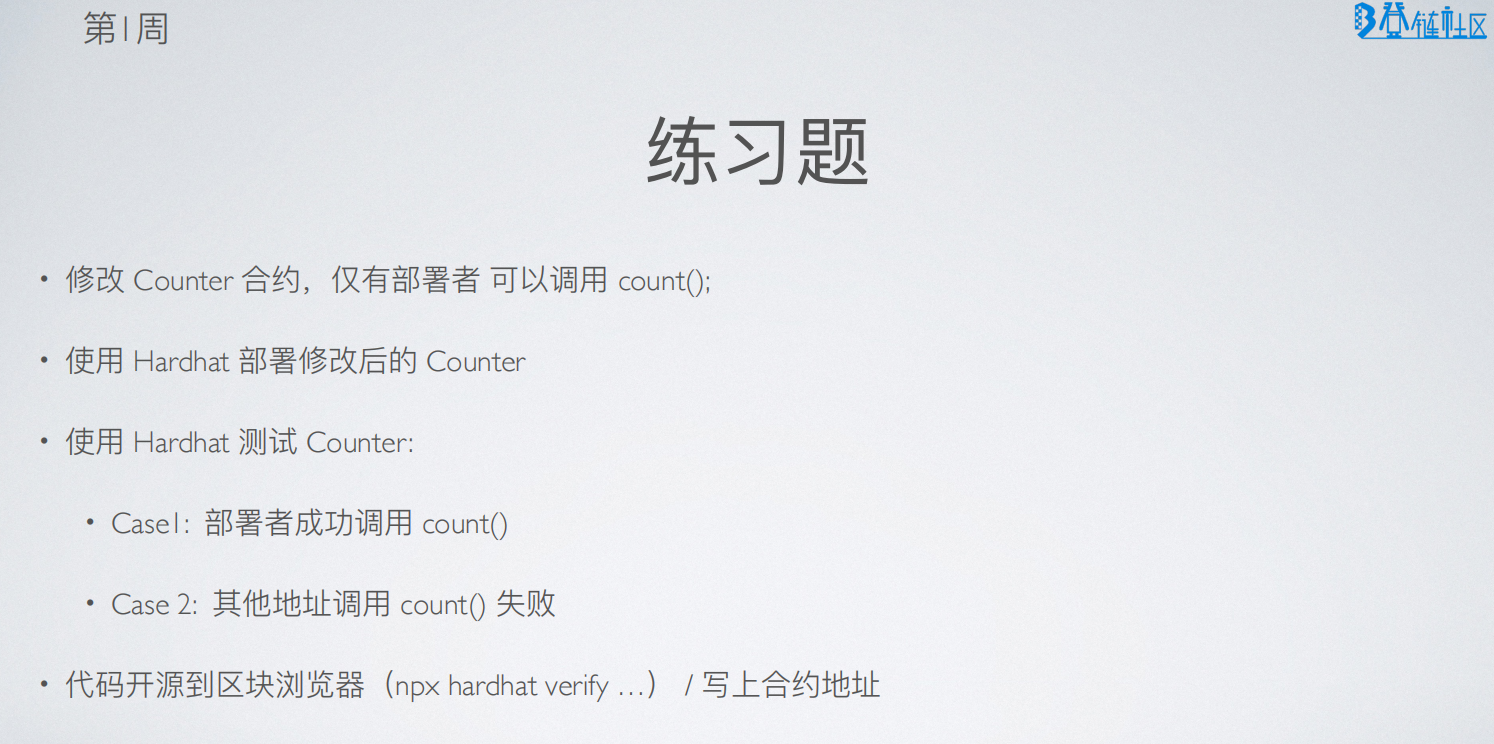 第1周
登链社区
练习题
• 修改 Counter 合约，仅有部署者 可以调用 count();
• 使用 Hardhat 部署修改后的 Counter
• 使用 Hardhat 测试 Counter:
• Case1: 部署者成功调用 count()
• Case 2: 其他地址调用 count() 失败
• 代码开源到区块浏览器（npx hardhat verify …） / 写上合约地址